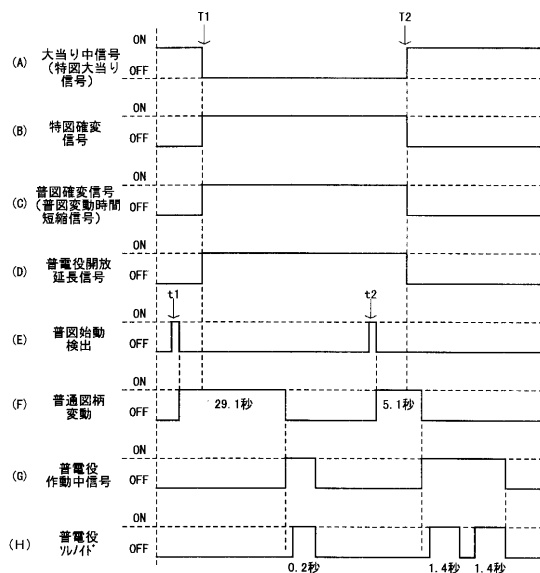 T1
T2
(A)
大当り中信号
(特図大当り
信号)
ON
OFF
(B)
特図確変
信号
ON
OFF
(C)
普図確変信号
(普図変動時間
短縮信号)
ON
OFF
(D)
普電役開放
延長信号
ON
OFF
t1
t2
(E)
普図始動
検出
ON
OFF
(F)
普通図柄
変動
ON
OFF
29.1秒
5.1秒
(G)
普電役
作動中信号
ON
OFF
(H)
普電役
ソレノイド
ON
OFF
0.2秒
1.4秒
1.4秒